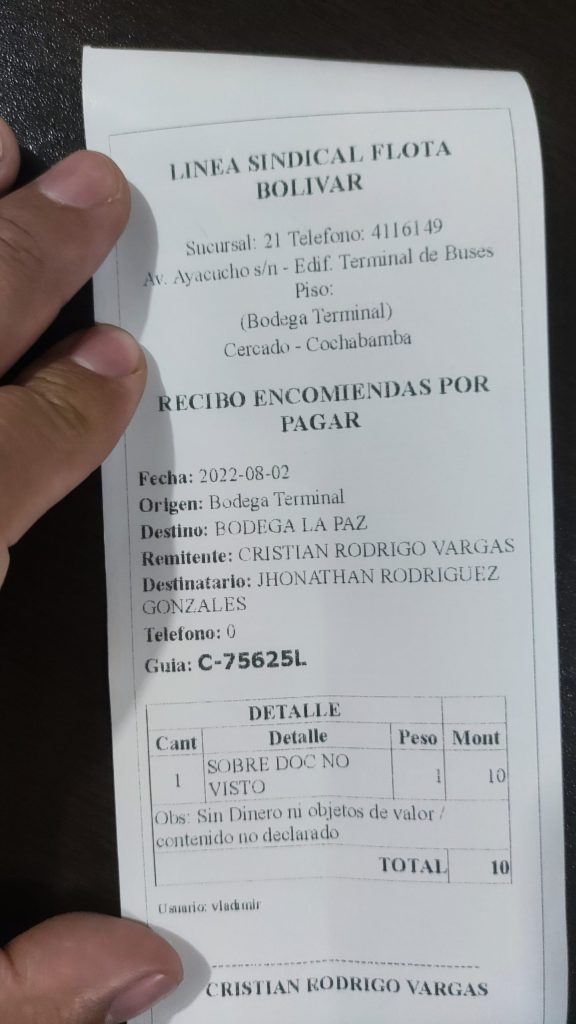 LINEA SINDICAL FLOTA
BOLIVAR
Sucursal: 21 Telefono: 4116149
Av. Ayacucho s/n - Edif. Terminal de Buses
Piso:
(Bodega Terminal)
Cercado - Cochabamba
RECIBO ENCOMIENDAS POR
PAGAR
Fecha: 2022-08-02
Origen: Bodega Terminal
Destino: BODEGA LA PAZ
Remitente: CRISTIAN RODRIGO VARGAS
Destinatario: JHONATHAN RODRIGUEZ
GONZALES
Telefono: 0
Guia: C-75625L
DETALLE
Cant Detalle Peso Mont
1 SOBRE DOC NO VISTO 1 10
Obs: Sin Dinero ni objetos de valor /
contenido no declarado
TOTAL 10
Usuario: vladimir
CRISTIAN RODRIGO VARGAS